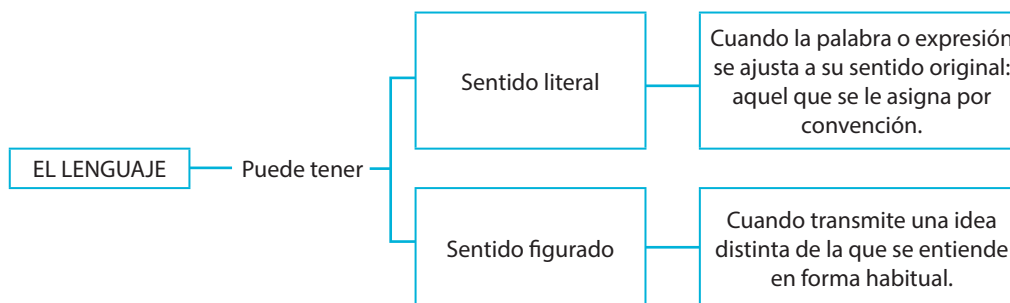 EL LENGUAJE
Puede tener
Sentido literal
Cuando la palabra o expresión
se ajusta a su sentido original:
aquel que se le asigna por
convención.
Sentido figurado
Cuando transmite una idea
distinta de la que se entiende
en forma habitual.